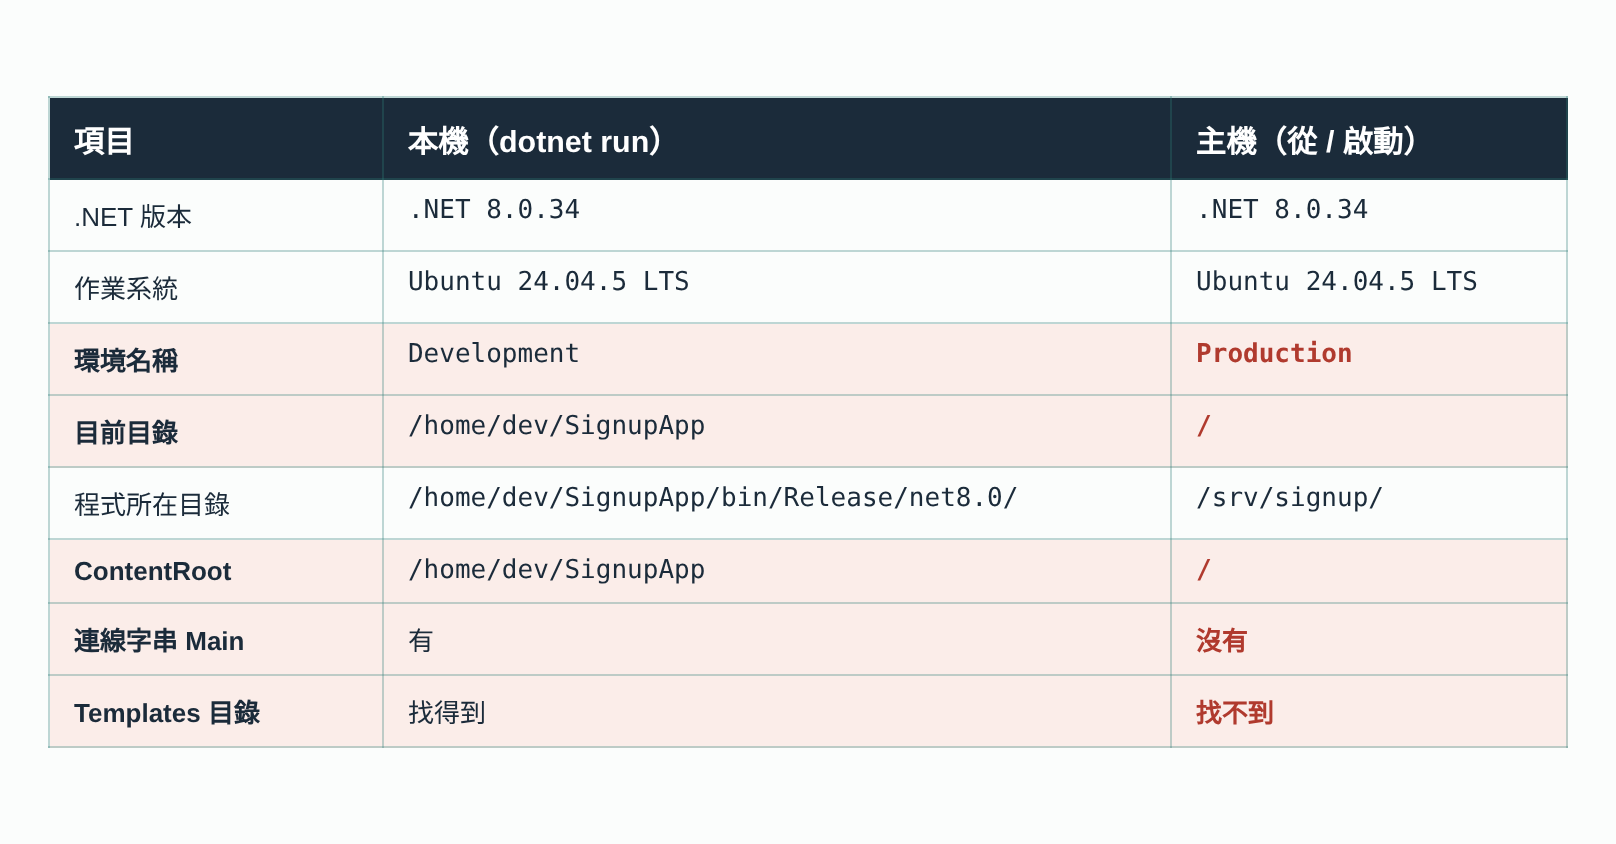 項目 本機（dotnet run） 主機（從 / 啟動）
.NET 版本 .NET 8.0.34 .NET 8.0.34
作業系統 Ubuntu 24.04.5 LTS Ubuntu 24.04.5 LTS
環境名稱 Development Production
目前目錄 /home/dev/SignupApp /
程式所在目錄 /home/dev/SignupApp/bin/Release/net8.0/ /srv/signup/
ContentRoot /home/dev/SignupApp /
連線字串 Main 有 沒有
Templates 目錄 找得到 找不到